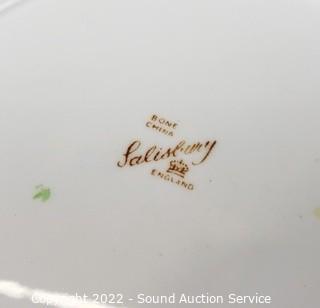 BONE
CHINA
Salisbury
ENGLAND
Copyright 2022 - Sound Auction Service